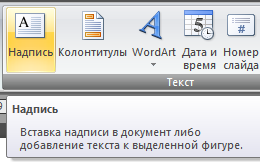 Надпись Колонтитулы WordArt Дата и Номер
время слайда
Текст
Надпись
Вставка надписи в документ либо
добавление текста к выделенной фигуре.